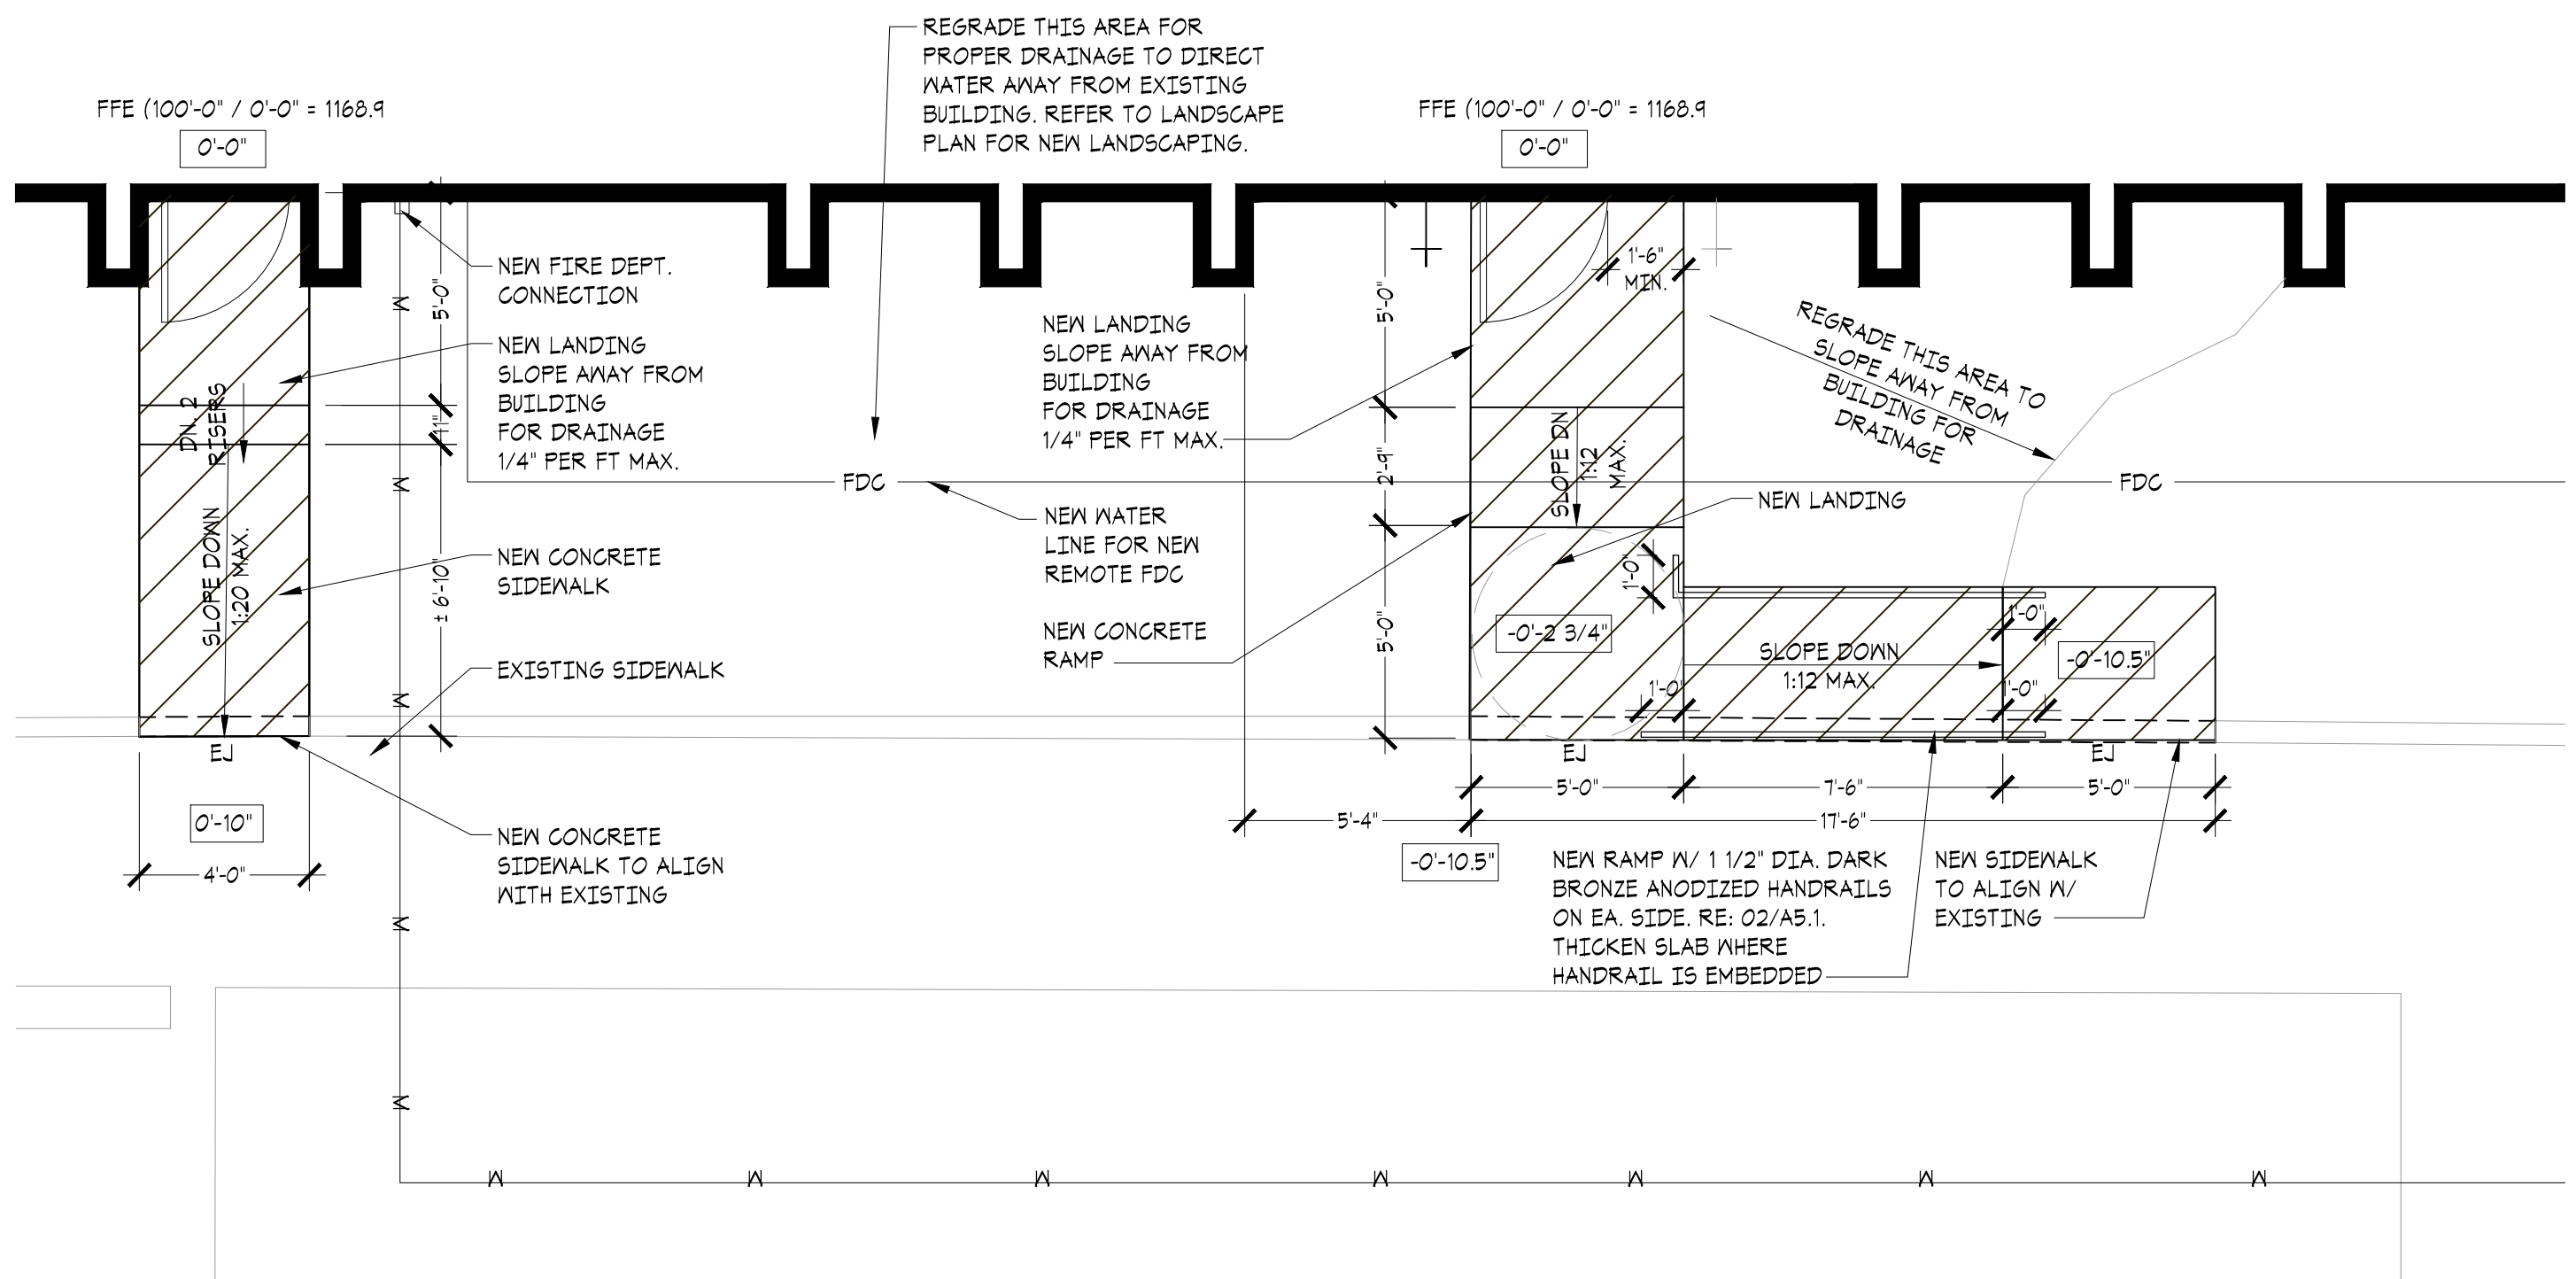 REGRADE THIS AREA FOR
PROPER DRAINAGE TO DIRECT
WATER AWAY FROM EXISTING
BUILDING. REFER TO LANDSCAPE
PLAN FOR NEW LANDSCAPING.
FFE (100'-0" / 0'-0" = 1168.9
0'-0"
FFE (100'-0" / 0'-0" = 1168.9
0'-0"
NEW FIRE DEPT.
CONNECTION
5'-0"
NEW LANDING
SLOPE AWAY FROM
BUILDING
FOR DRAINAGE
1/4" PER FT MAX.
DN. 2
RISERS
11"
SLOPE DOWN
1:20 MAX.
NEW CONCRETE
SIDEWALK
± 6'-10"
EXISTING SIDEWALK
EJ
0'-10"
4'-0"
NEW CONCRETE
SIDEWALK TO ALIGN
WITH EXISTING
W
W
W
W
W
FDC
NEW WATER
LINE FOR NEW
REMOTE FDC
NEW LANDING
SLOPE AWAY FROM
BUILDING
FOR DRAINAGE
1/4" PER FT MAX.
NEW CONCRETE
RAMP
5'-0"
2'-9"
5'-0"
1'-6"
MIN.
SLOPE DN
1:12
MAX.
REGRADE THIS AREA TO
SLOPE AWAY FROM
BUILDING FOR
DRAINAGE
FDC
NEW LANDING
1'-0"
-0'-2 3/4"
SLOPE DOWN
1:12 MAX.
1'-0"
-0'-10.5"
1'-0"
1'-0"
EJ
EJ
5'-0"
7'-6"
5'-0"
5'-4"
17'-6"
-0'-10.5"
NEW RAMP W/ 1 1/2" DIA. DARK
BRONZE ANODIZED HANDRAILS
ON EA. SIDE. RE: 02/A5.1.
THICKEN SLAB WHERE
HANDRAIL IS EMBEDDED
NEW SIDEWALK
TO ALIGN W/
EXISTING
W W W W W W W